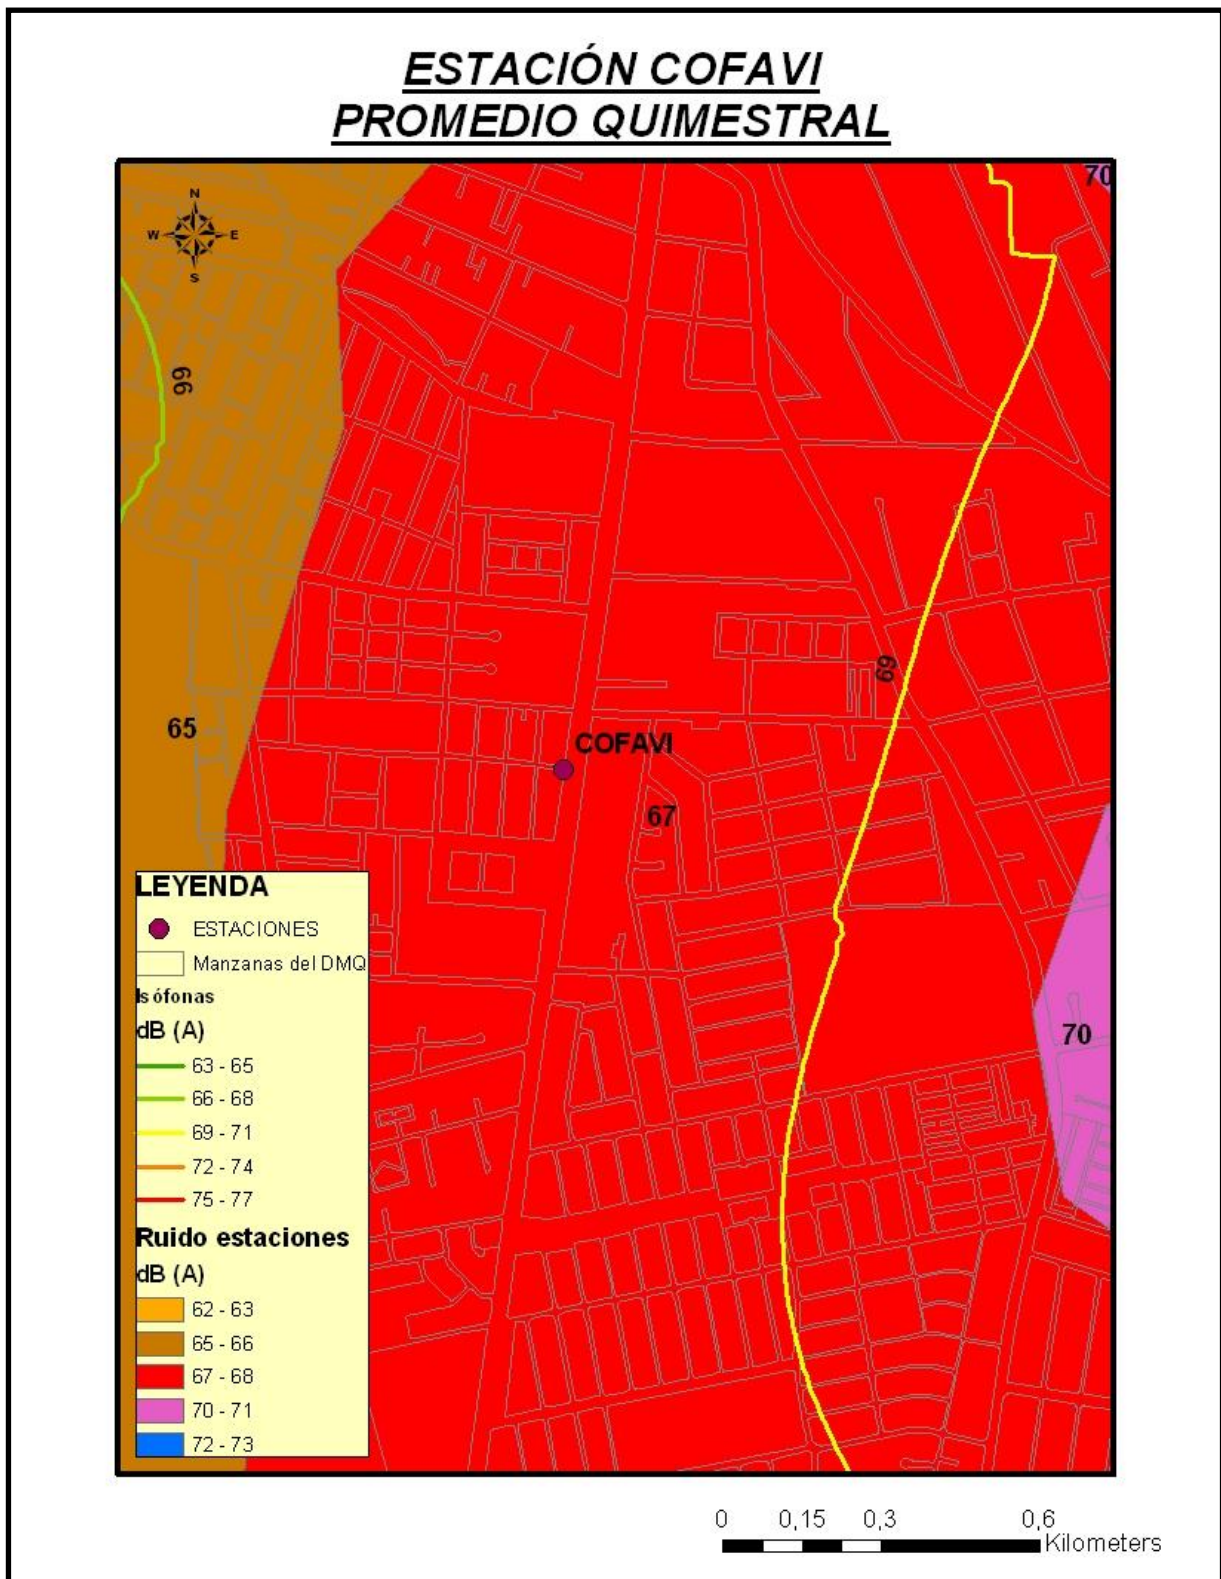 ESTACIÓN COFAVI
PROMEDIO QUIMESTRAL
70
N
W E
S
66
69
65
COFAVI
67
70
LEYENDA
ESTACIONES
Manzanas del DMQ
Isófonas
dB (A)
63 - 65
66 - 68
69 - 71
72 - 74
75 - 77
Ruido estaciones
dB (A)
62 - 63
65 - 66
67 - 68
70 - 71
72 - 73
0 0,15 0,3 0,6
Kilometers